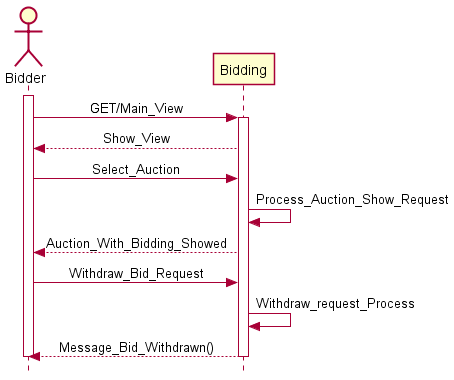 Bidder
Bidding
GET/Main_View
Show_View
Select_Auction
Process_Auction_Show_Request
Auction_With_Bidding_Showed
Withdraw_Bid_Request
Withdraw_request_Process
Message_Bid_Withdrawn()